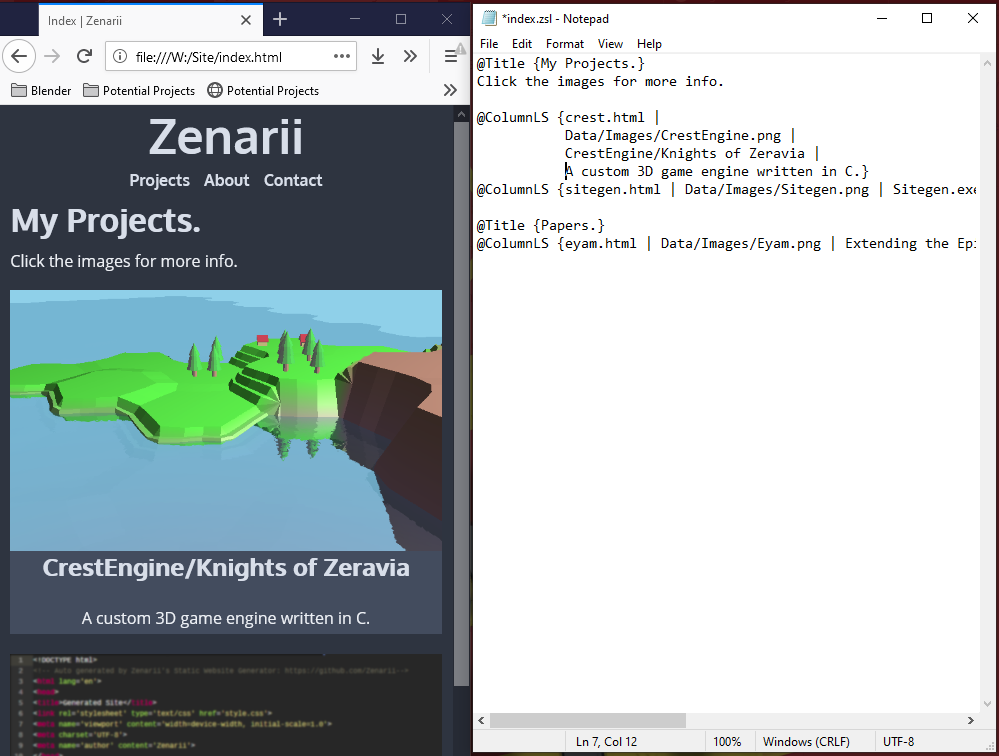 Index | Zenarii
file:///W:/Site/index.html
Blender
Potential Projects
Potential Projects
Zenarii
Projects About Contact
My Projects.
Click the images for more info.
CrestEngine/Knights of Zeravia
A custom 3D game engine written in C.
1 <!DOCTYPE html>
2 <!-- Auto generated by Zenarii's Static website Generator: https://github.com/Zenarii-->
3 <html lang="en">
4 <head>
5 <title>Generated Site</title>
6 <link rel="stylesheet" type="text/css" href="style.css">
7 <meta name="viewport" content="width=device-width, initial-scale=1.0">
8 <meta charset="UTF-8">
9 <meta name="author" content="Zenarii">
*index.zsl - Notepad
File Edit Format View Help
@Title {My Projects.}
Click the images for more info.
@ColumnLS {crest.html |
Data/Images/CrestEngine.png |
CrestEngine/Knights of Zeravia |
A custom 3D game engine written in C.}
@ColumnLS {sitegen.html | Data/Images/Sitegen.png | Sitegen.exe
@Title {Papers.}
@ColumnLS {eyam.html | Data/Images/Eyam.png | Extending the Epi
Ln 7, Col 12
100%
Windows (CRLF)
UTF-8